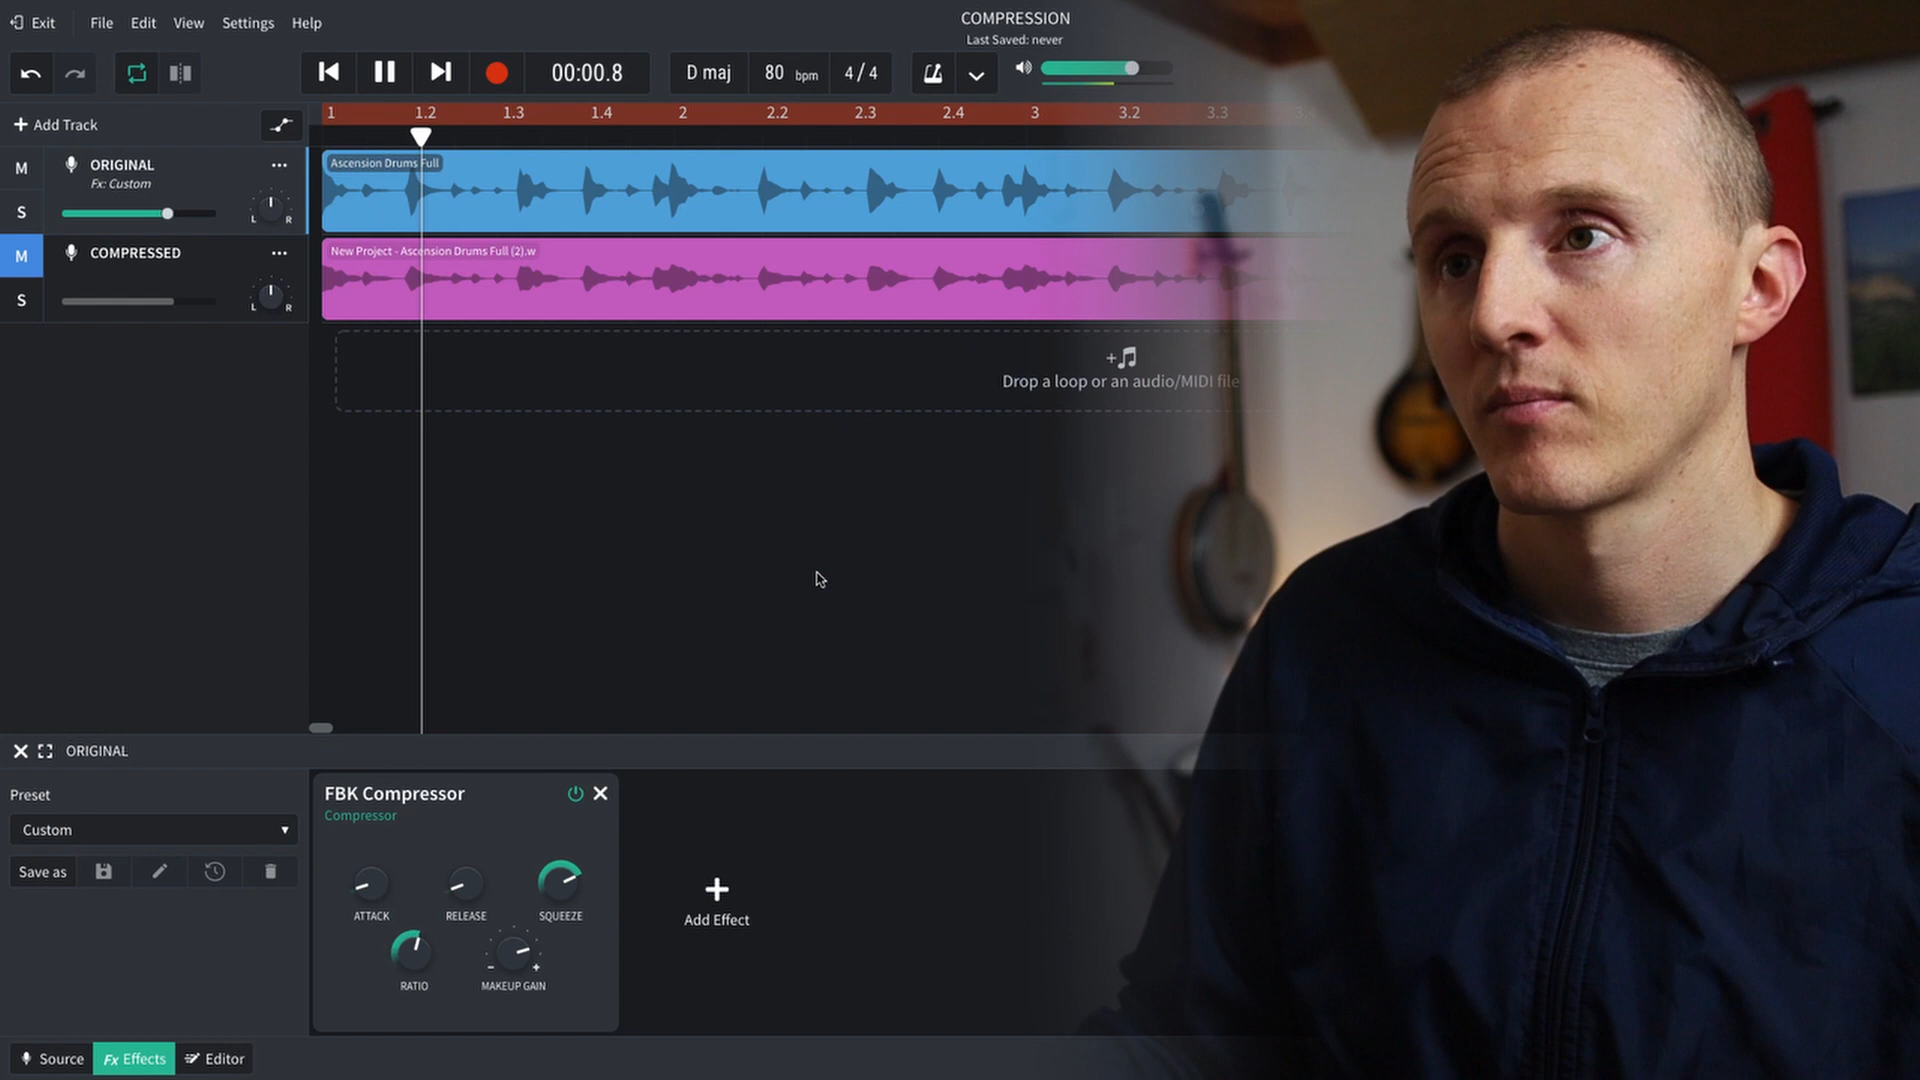 Exit File Edit View Settings Help
COMPRESSION
Last Saved: never
00:00.8 D maj 80 bpm 4 / 4
Add Track
1 1.2 1.3 1.4 2 2.2 2.3 2.4 3 3.2 3.3
M ORIGINAL
Fx: Custom
S L R
Ascension Drums Full
M COMPRESSED
S L R
New Project - Ascension Drums Full (2).w
Drop a loop or an audio/MIDI file
ORIGINAL
Preset
Custom
Save as
FBK Compressor
Compressor
ATTACK RELEASE SQUEEZE
RATIO MAKEUP GAIN
Add Effect
Source Fx Effects Editor